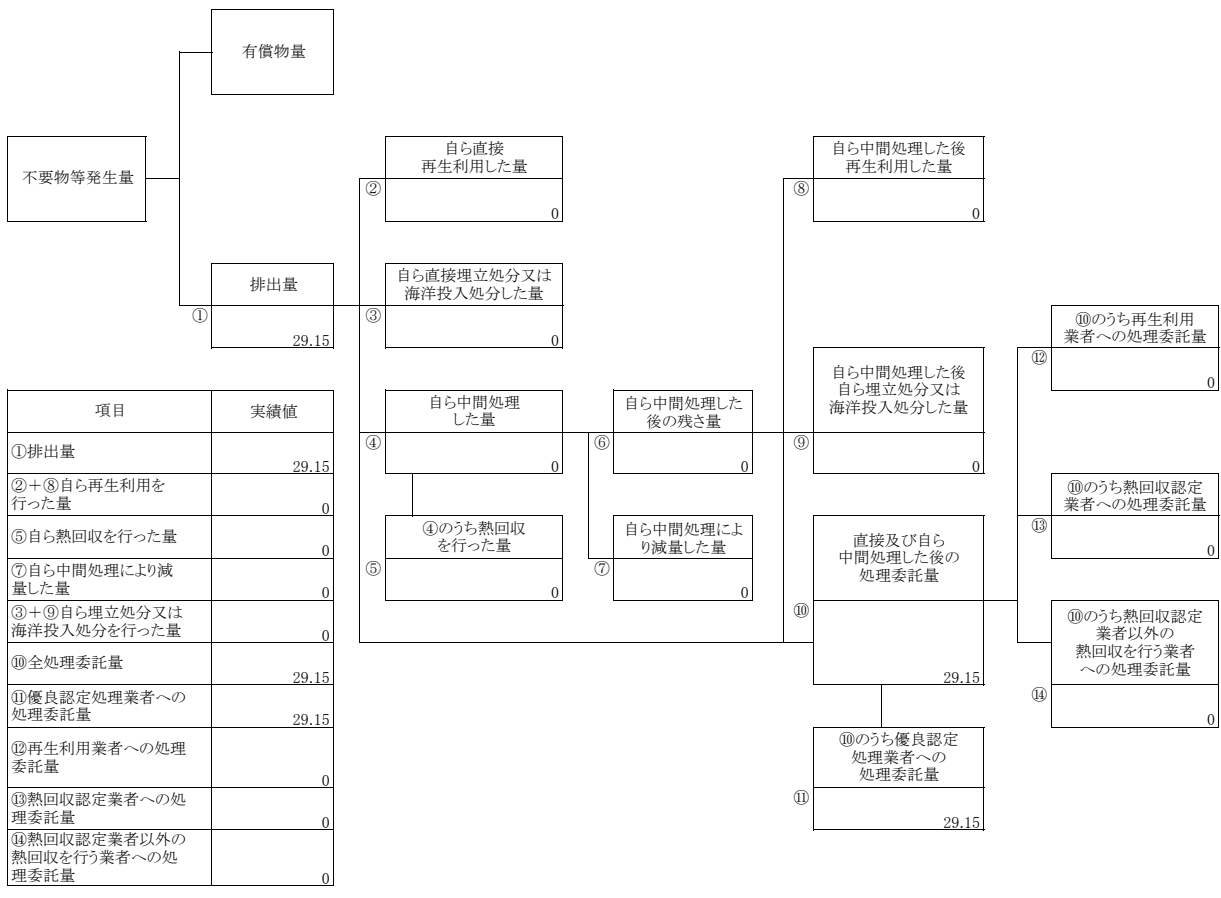 有償物量
不要物等発生量
排出量
①
29.15
自ら直接
再生利用した量
②
0
自ら直接埋立処分又は
海洋投入処分した量
③
0
自ら中間処理
した量
④
0
④のうち熱回収
を行った量
⑤
0
自ら中間処理した
後の残さ量
⑥
0
自ら中間処理によ
り減量した量
⑦
0
自ら中間処理した後
再生利用した量
⑧
0
自ら中間処理した後
自ら埋立処分又は
海洋投入処分した量
⑨
0
直接及び自ら
中間処理した後の
処理委託量
⑩
29.15
⑩のうち優良認定
処理業者への
処理委託量
⑪
29.15
⑩のうち再生利用
業者への処理委託量
⑫
0
⑩のうち熱回収認定
業者への処理委託量
⑬
0
⑩のうち熱回収認定
業者以外の
熱回収を行う業者
への処理委託量
⑭
0
項目 実績値
①排出量
29.15
②+⑧自ら再生利用を
行った量
0
⑤自ら熱回収を行った量
0
⑦自ら中間処理により減
量した量
0
③+⑨自ら埋立処分又は
海洋投入処分を行った量
0
⑩全処理委託量
29.15
⑪優良認定処理業者への
処理委託量
29.15
⑫再生利用業者への処理
委託量
0
⑬熱回収認定業者への処
理委託量
0
⑭熱回収認定業者以外の
熱回収を行う業者への処
理委託量
0